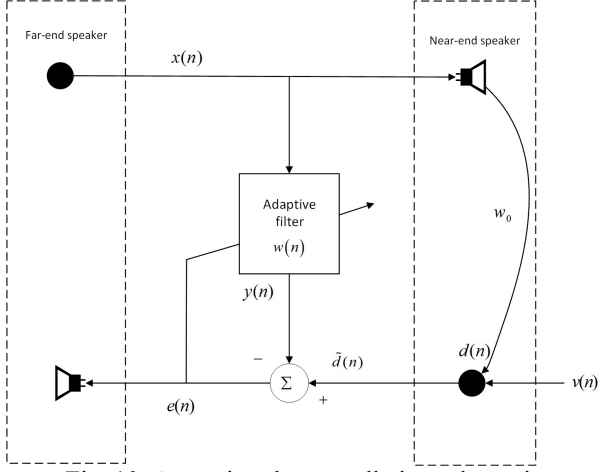 Far-end speaker
Near-end speaker
x(n)
Adaptive
filter
w(n)
w₀
y(n)
−
d̃(n)
d(n)
Σ
+
v(n)
e(n)